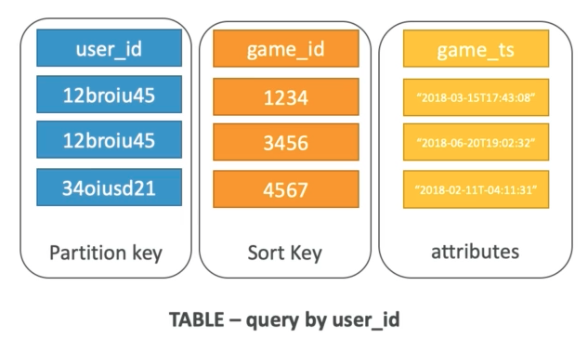 user_id game_id game_ts
12broiu45 1234 "2018-03-15T17:43:08"
12broiu45 3456 "2018-06-20T19:02:32"
34oiusd21 4567 "2018-02-11T-04:11:31"
Partition key Sort Key attributes
TABLE – query by user_id